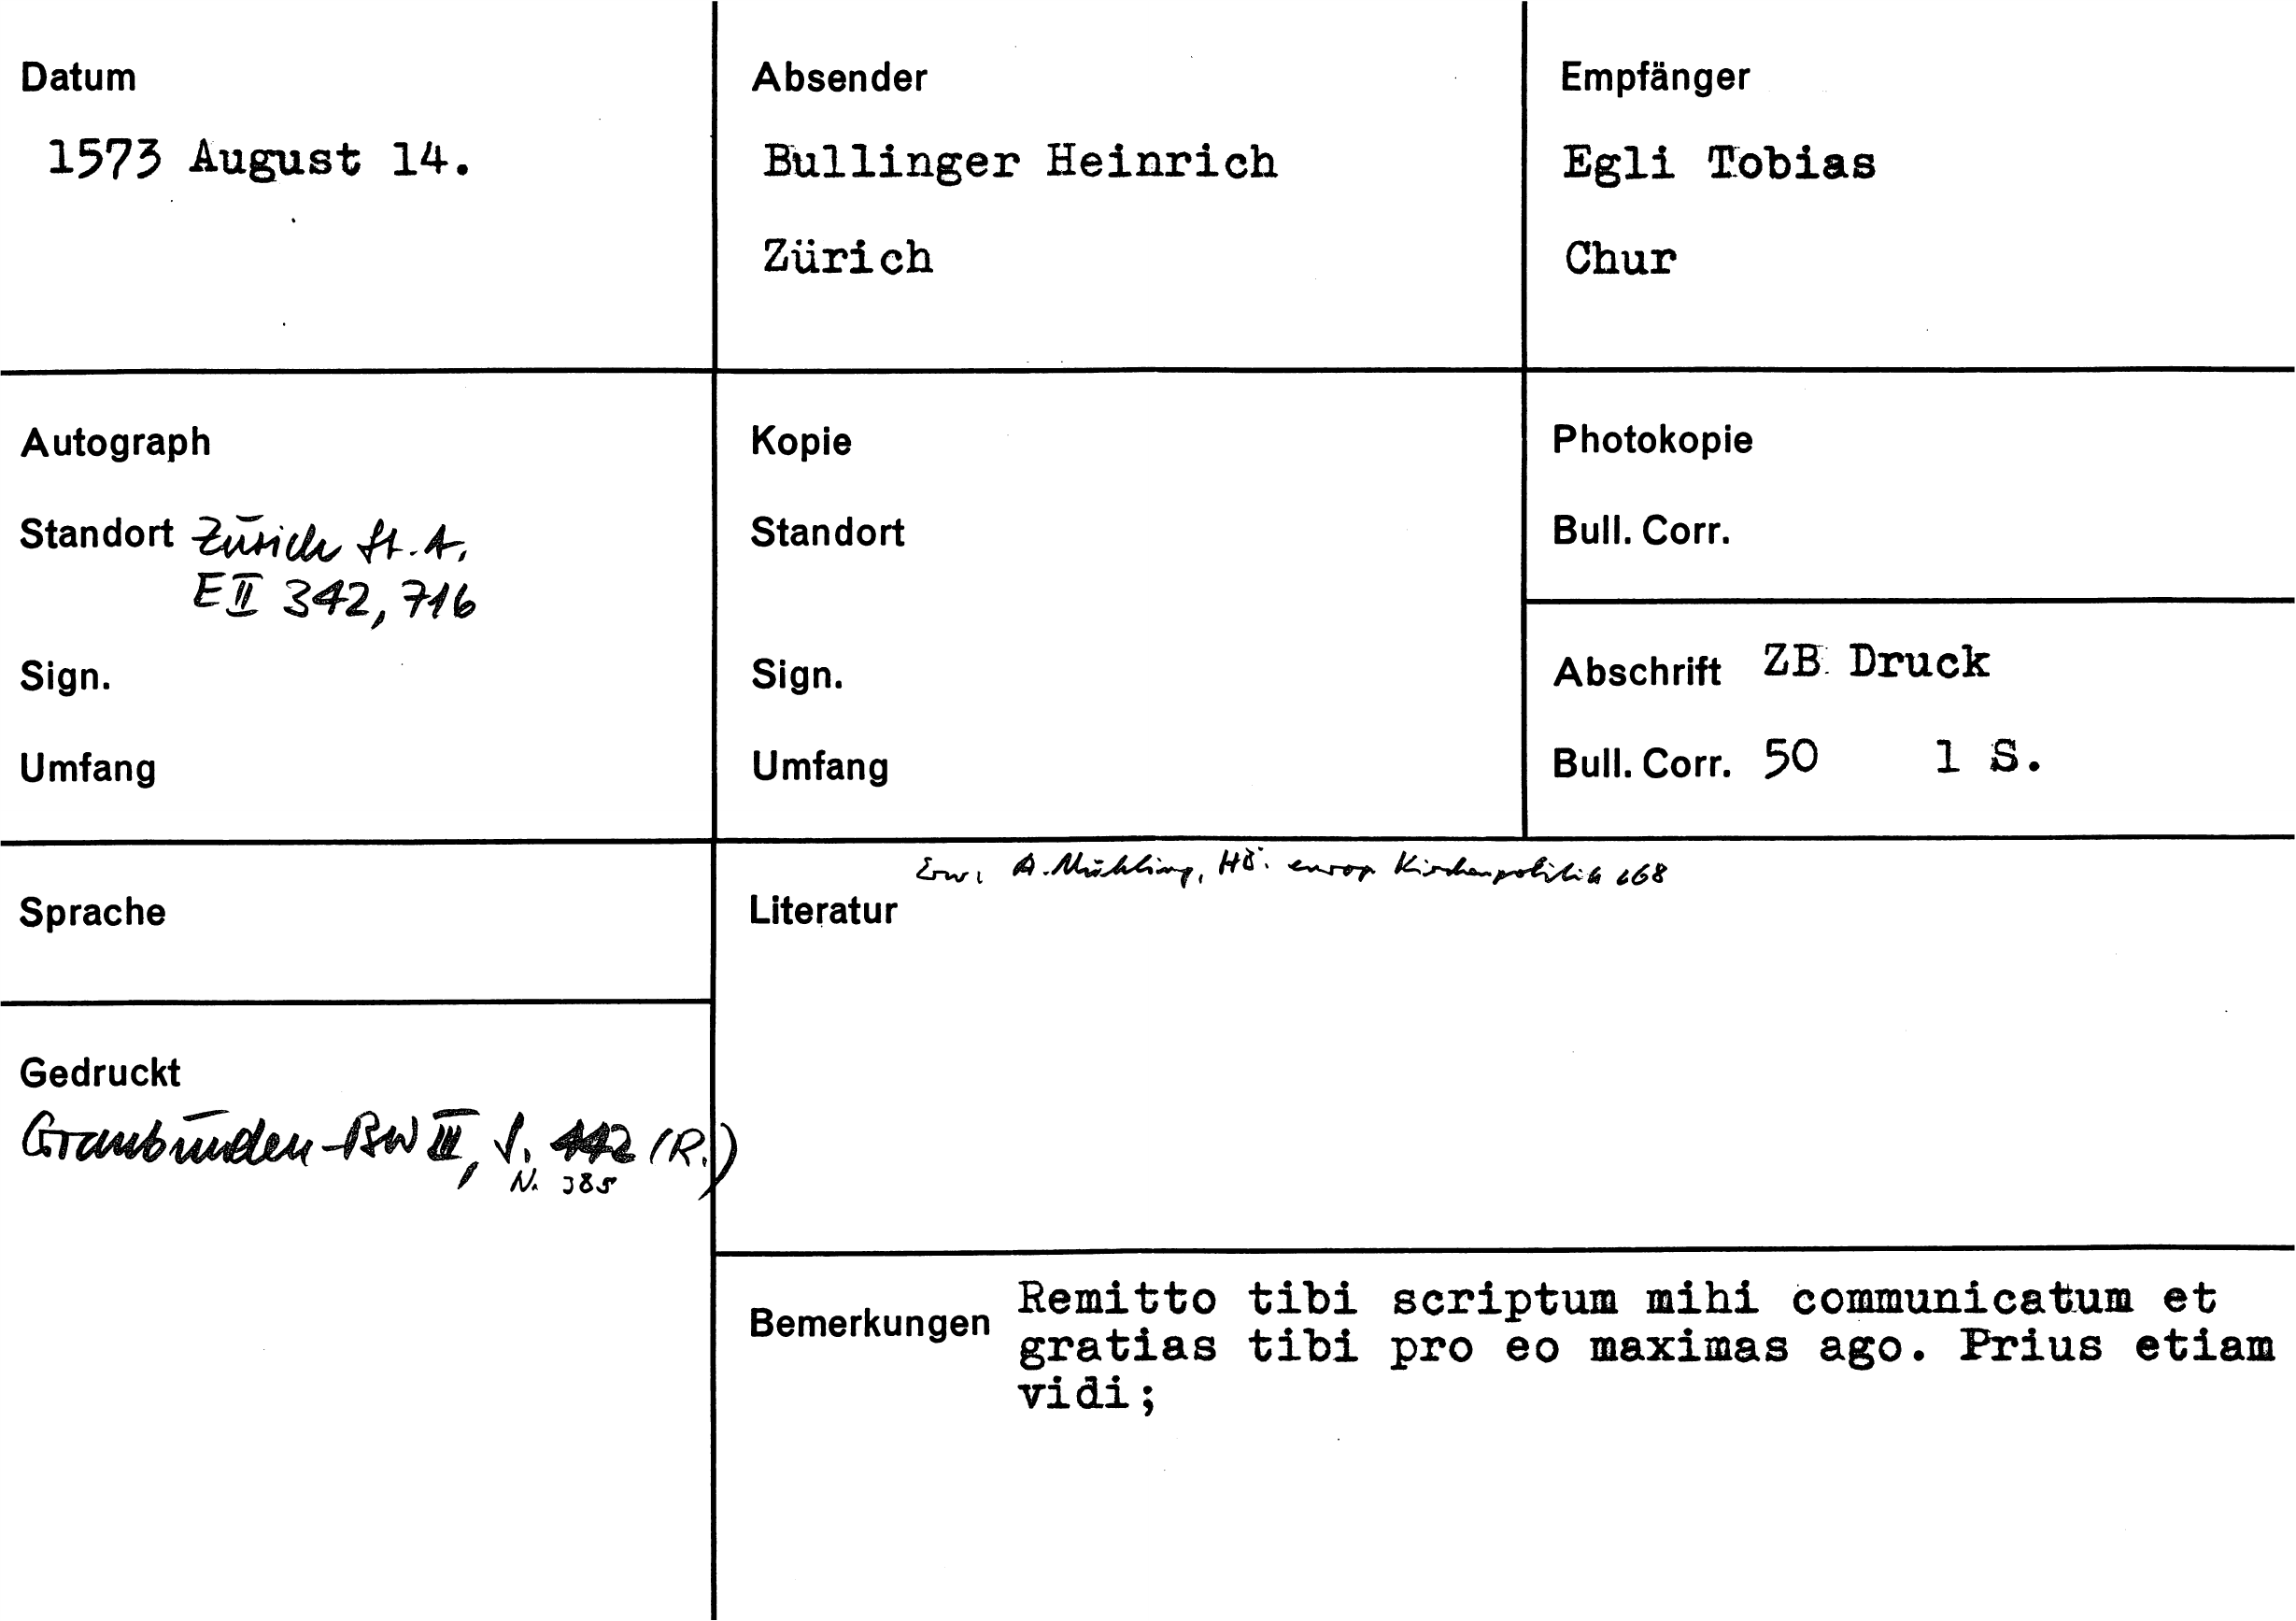 Datum
1573 August 14.
Absender
Bullinger Heinrich
Zürich
Empfänger
Egli Tobias
Chur
Autograph
Standort Zürich St. A.
E II 342, 716
Sign.
Umfang
Kopie
Standort
Sign.
Umfang
Photokopie
Bull. Corr.
Abschrift ZB Druck
Bull. Corr. 50 1 S.
Sprache
Gedruckt
Graubünden-BW III, S. 442 (R.)
N. 385
Erw. A. Mühling, HB. europ Kirchenpolitik 268
Literatur
Bemerkungen Remitto tibi scriptum mihi communicatum et
gratias tibi pro eo maximas ago. Prius etiam
vidi;